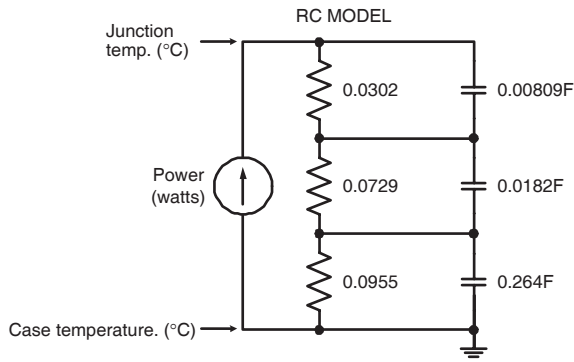 RC MODEL
Junction
temp. (°C)
0.0302
0.00809F
Power
(watts)
0.0729
0.0182F
0.0955
0.264F
Case temperature. (°C)